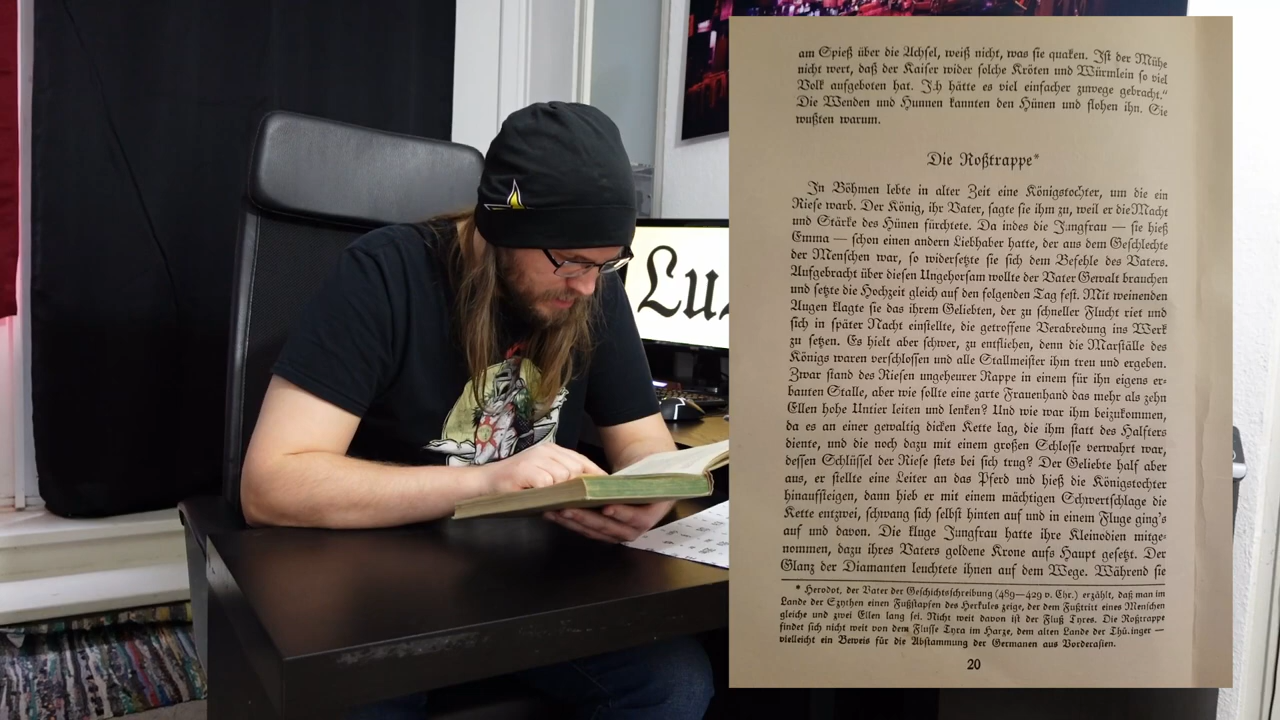 Lux
am Spieß über die Achsel, weiß nicht, was sie quaken. Ist der Mühe
nicht wert, daß der Kaiser wider solche Kröten und Würmlein so viel
Volk aufgeboten hat. Ich hätte es viel einfacher zuwege gebracht.“
Die Wenden und Hunnen kannten den Hünen und flohen ihn. Sie
wußten warum.
Die Roßtrappe*
In Böhmen lebte in alter Zeit eine Königstochter, um die ein
Riese warb. Der König, ihr Vater, sagte sie ihm zu, weil er die Macht
und Stärke des Hünen fürchtete. Da indes die Jungfrau — sie hieß
Emma — schon einen andern Liebhaber hatte, der aus dem Geschlechte
der Menschen war, so widersetzte sie sich dem Befehle des Vaters.
Aufgebracht über diesen Ungehorsam wollte der Vater Gewalt brauchen
und setzte die Hochzeit gleich auf den folgenden Tag fest. Mit weinenden
Augen klagte sie das ihrem Geliebten, der zu schneller Flucht riet und
sich in später Nacht einstellte, die getroffene Verabredung ins Werk
zu setzen. Es hielt aber schwer, zu entfliehen, denn die Marställe des
Königs waren verschlossen und alle Stallmeister ihm treu und ergeben.
Zwar stand des Riesen ungeheurer Rappe in einem für ihn eigens er-
bauten Stalle, aber wie sollte eine zarte Frauenhand das mehr als zehn
Ellen hohe Untier leiten und lenken? Und wie war ihm beizukommen,
da es an einer gewaltig dicken Kette lag, die ihm statt des Halfters
diente, und die noch dazu mit einem großen Schlosse verwahrt war,
dessen Schlüssel der Riese stets bei sich trug? Der Geliebte half aber
aus, er stellte eine Leiter an das Pferd und hieß die Königstochter
hinaufsteigen, dann hieb er mit einem mächtigen Schwertschlage die
Kette entzwei, schwang sich selbst hinten auf und in einem Fluge ging's
auf und davon. Die kluge Jungfrau hatte ihre Kleinodien mitge-
nommen, dazu ihres Vaters goldene Krone aufs Haupt gesetzt. Der
Glanz der Diamanten leuchtete ihnen auf dem Wege. Während sie
* Herodot, der Vater der Geschichtsschreibung (489—429 v. Chr.) erzählt, daß man im
Lande der Szythen einen Fußstapfen des Herkules zeige, der dem Fußtritt eines Menschen
gleiche und zwei Ellen lang sei. Nicht weit davon ist der Fluß Tyres. Die Roßtrappe
findet sich nicht weit von dem Flusse Tyra im Harze, dem alten Lande der Thüringer —
vielleicht ein Beweis für die Abstammung der Germanen aus Vorderasien.
20